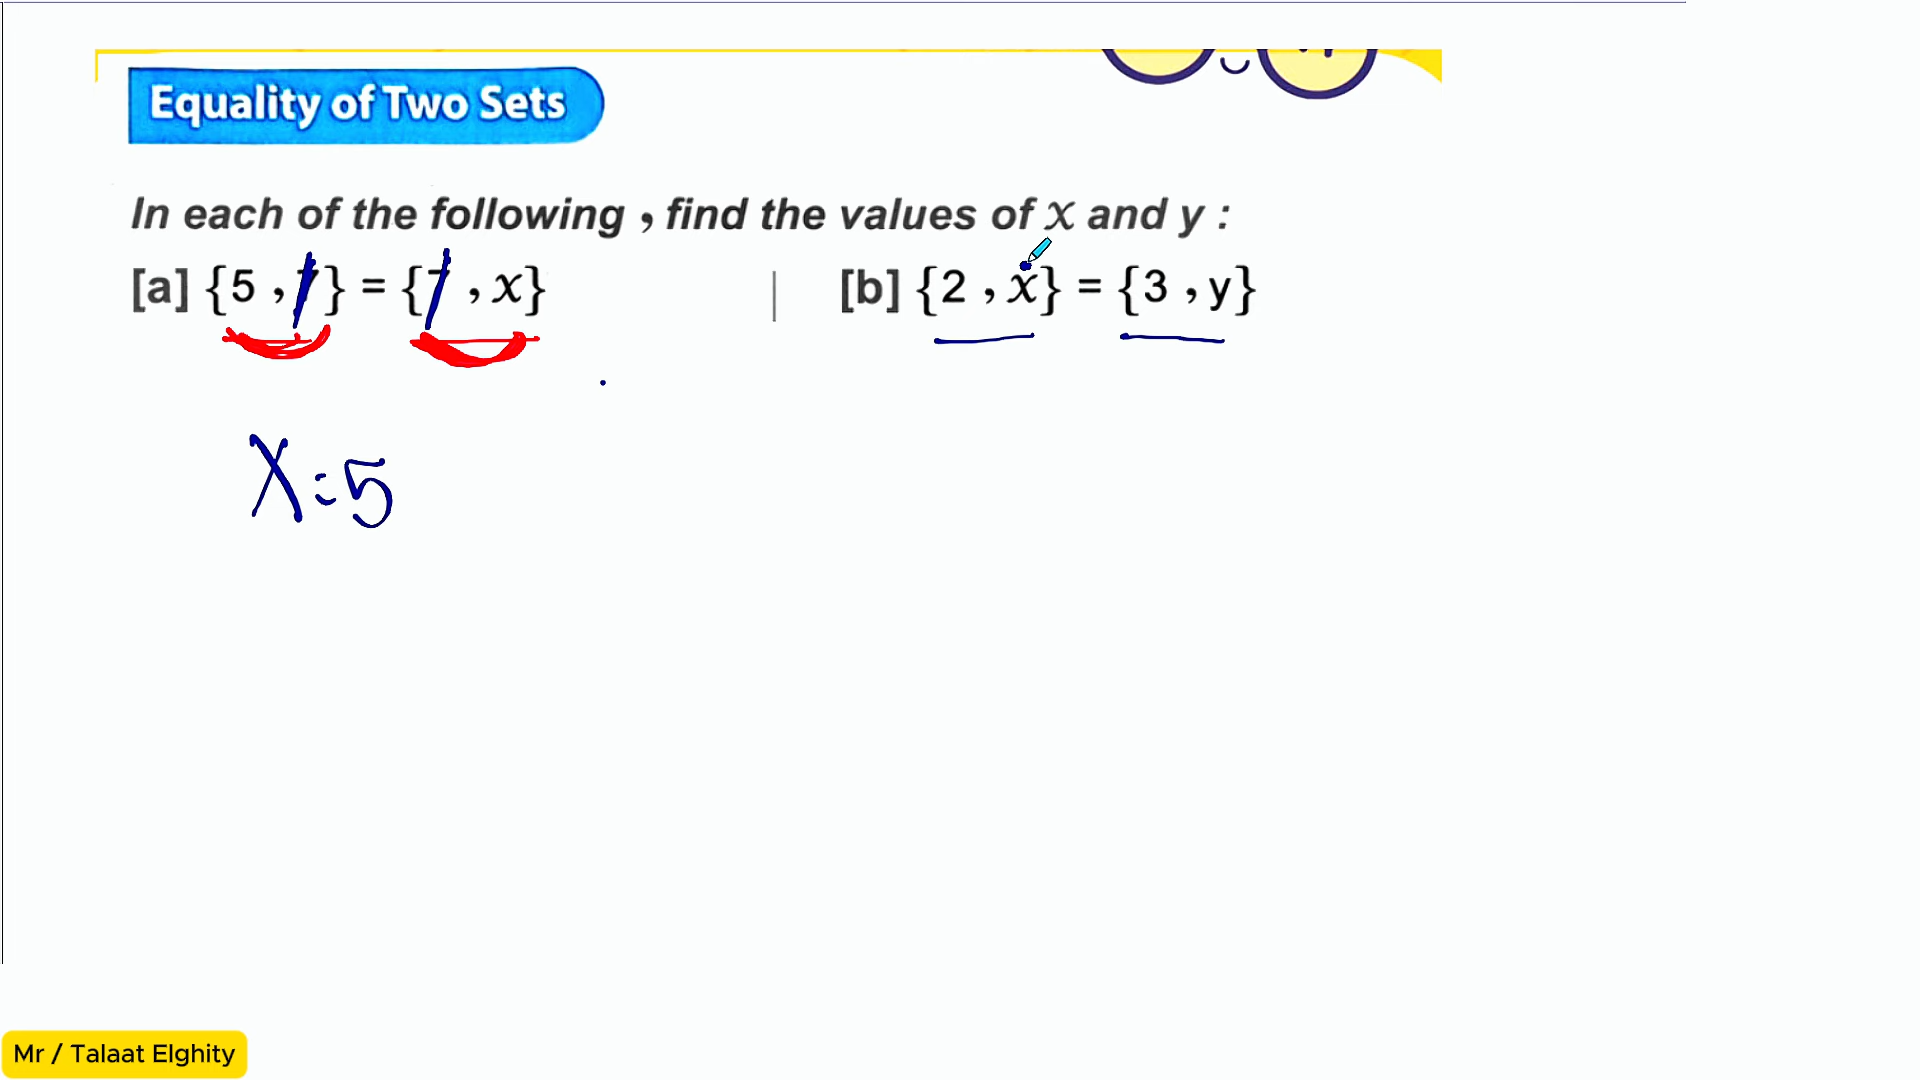 Equality of Two Sets
In each of the following , find the values of x and y :
[a] {5 , 7} = {7 , x}
[b] {2 , x} = {3 , y}
X=5
Mr / Talaat Elghity